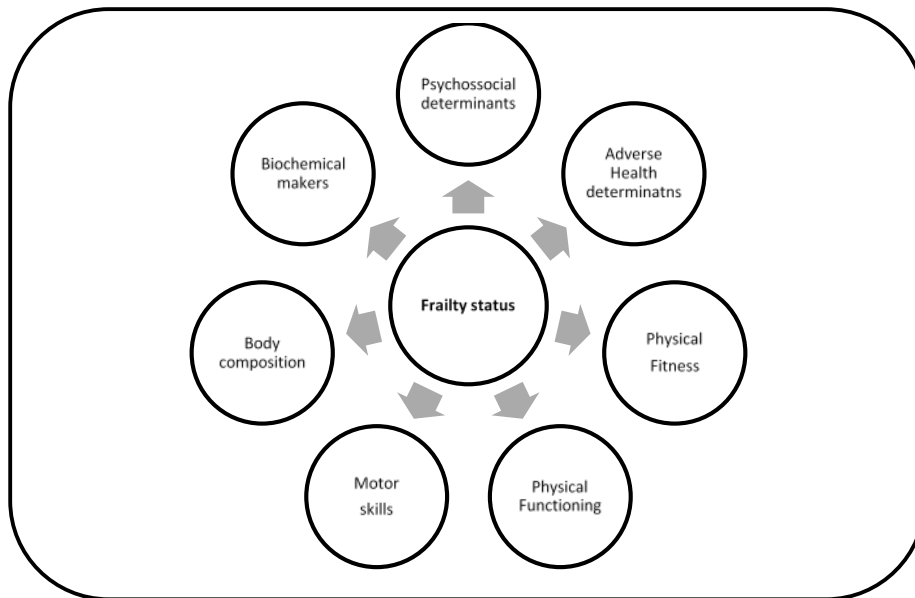 Psychossocial
determinants
Adverse
Health
determinatns
Biochemical
makers
Frailty status
Body
composition
Physical
Fitness
Motor
skills
Physical
Functioning